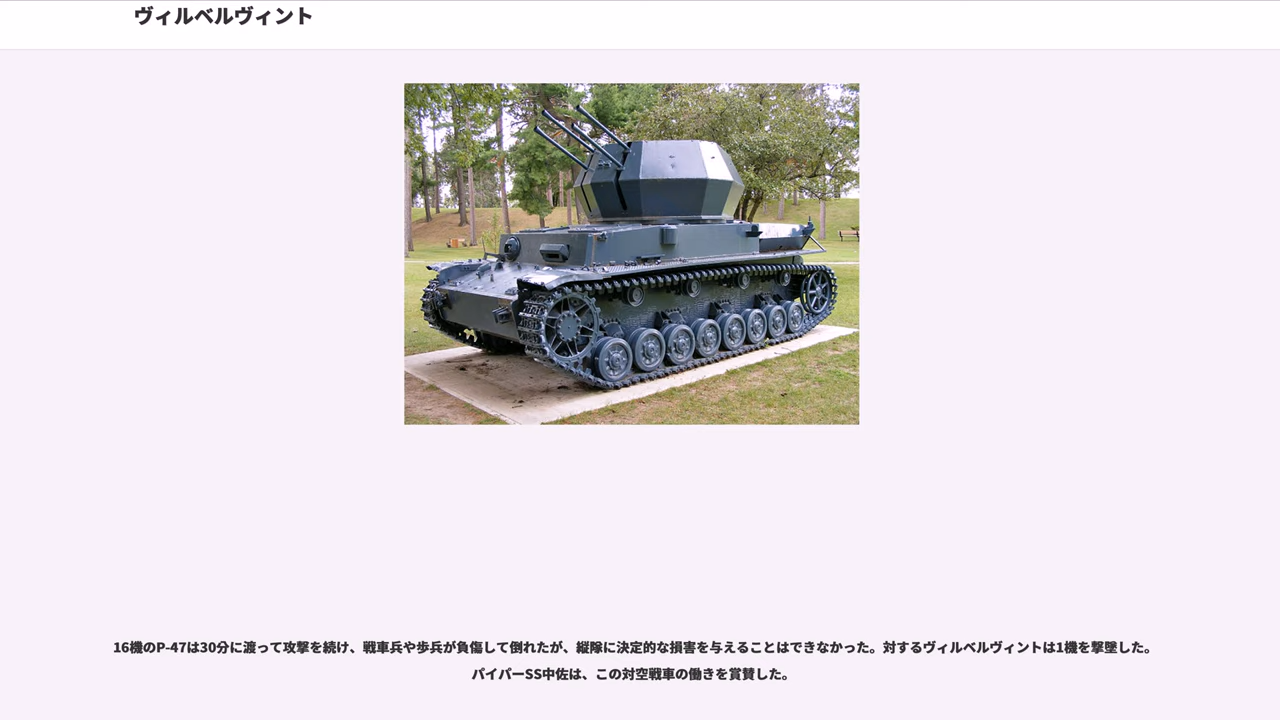 ヴィルベルヴィント
16機のP-47は30分に渡って攻撃を続け、戦車兵や歩兵が負傷して倒れたが、縦隊に決定的な損害を与えることはできなかった。対するヴィルベルヴィントは1機を撃墜した。
パイパーSS中佐は、この対空戦車の働きを賞賛した。